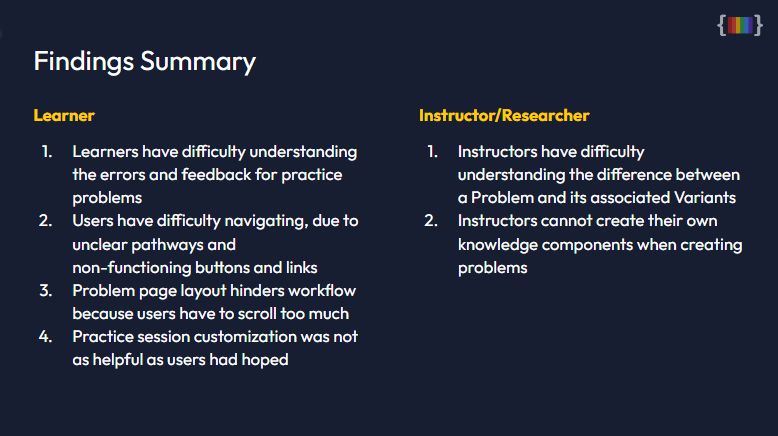 Findings Summary
Learner
1. Learners have difficulty understanding
the errors and feedback for practice
problems
2. Users have difficulty navigating, due to
unclear pathways and
non-functioning buttons and links
3. Problem page layout hinders workflow
because users have to scroll too much
4. Practice session customization was not
as helpful as users had hoped
Instructor/Researcher
1. Instructors have difficulty
understanding the difference between
a Problem and its associated Variants
2. Instructors cannot create their own
knowledge components when creating
problems